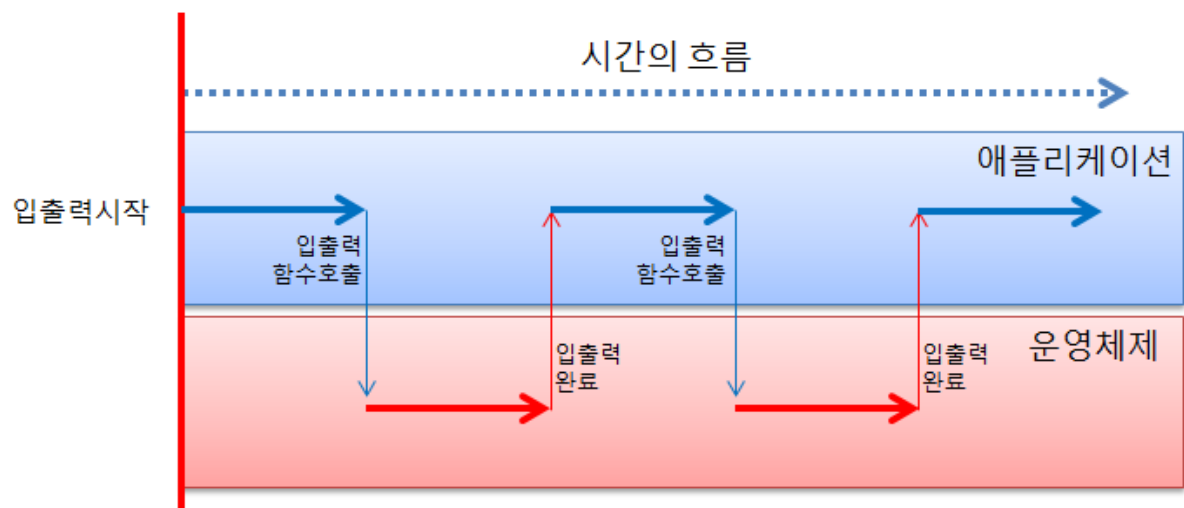 시간의 흐름
애플리케이션
입출력시작
입출력
함수호출
입출력
함수호출
운영체제
입출력
완료
입출력
완료